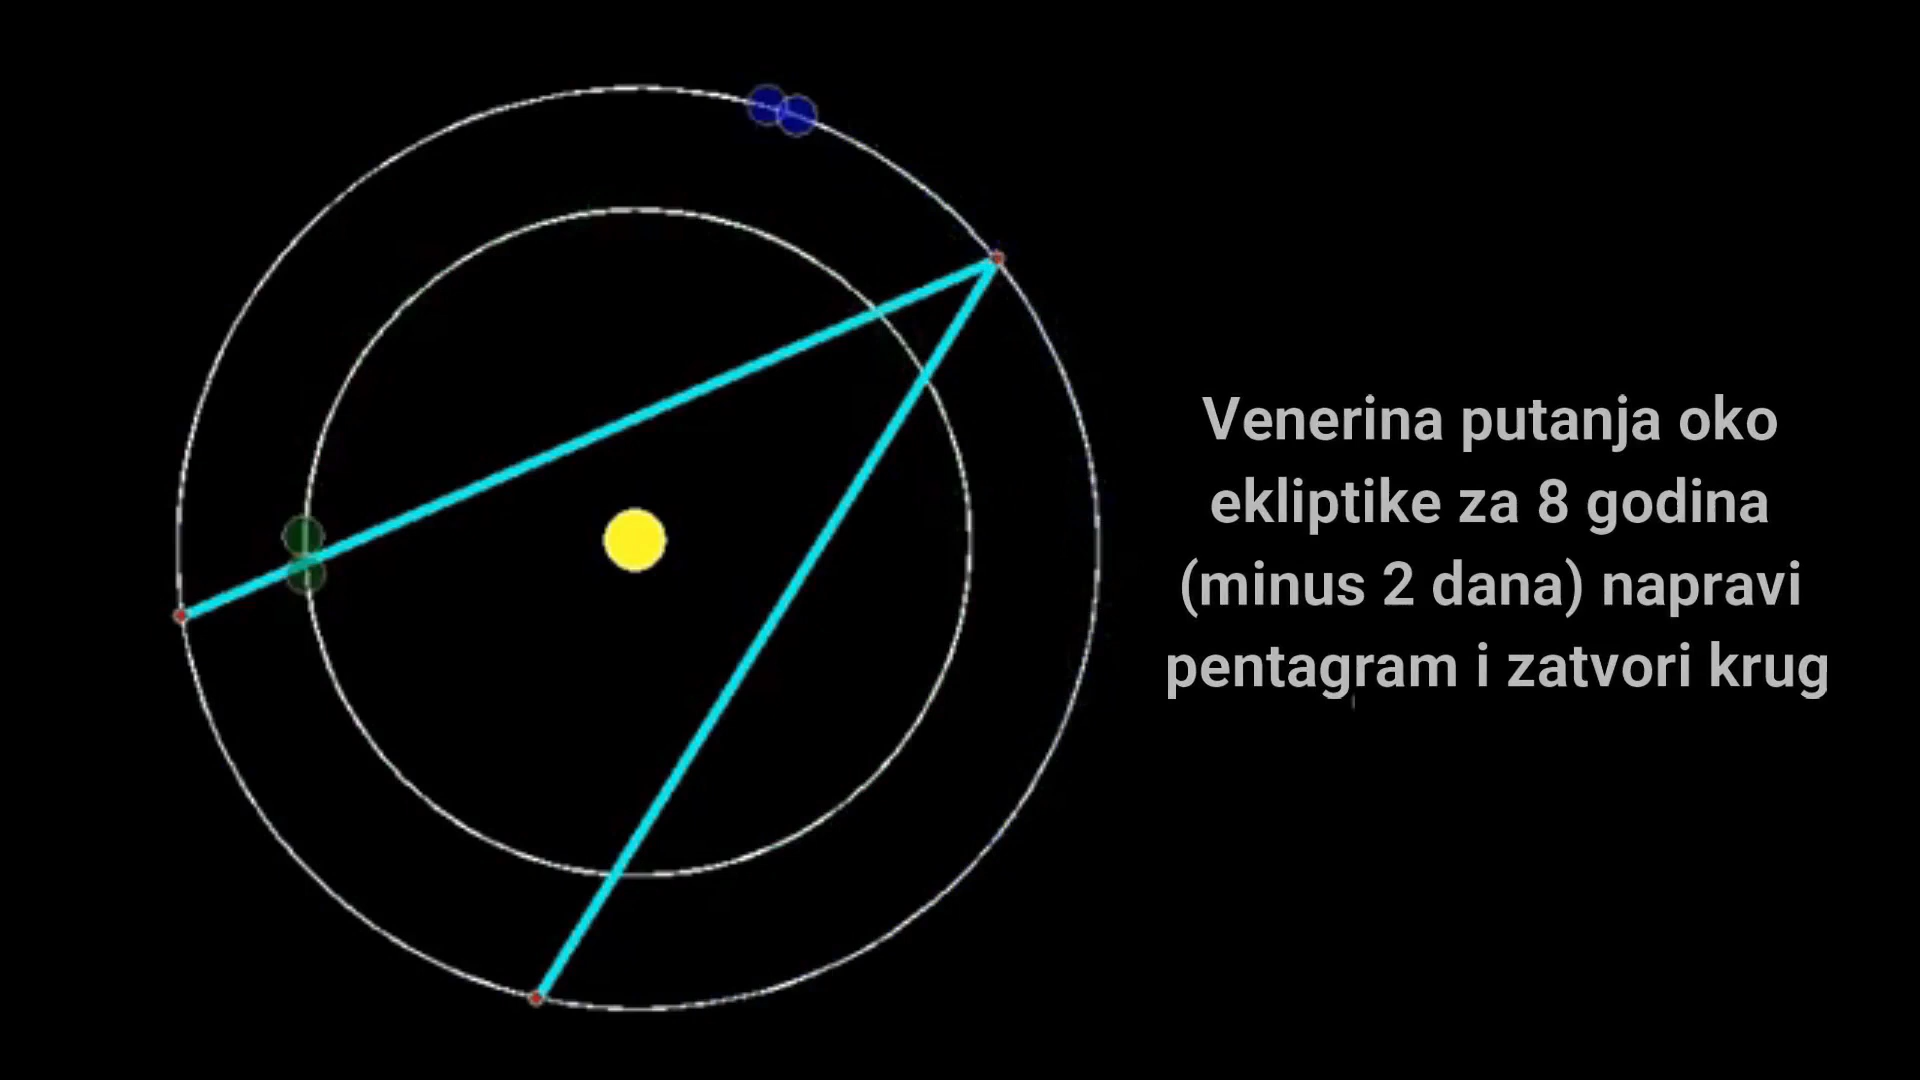 Venerina putanja oko
ekliptike za 8 godina
(minus 2 dana) napravi
pentagram i zatvori krug